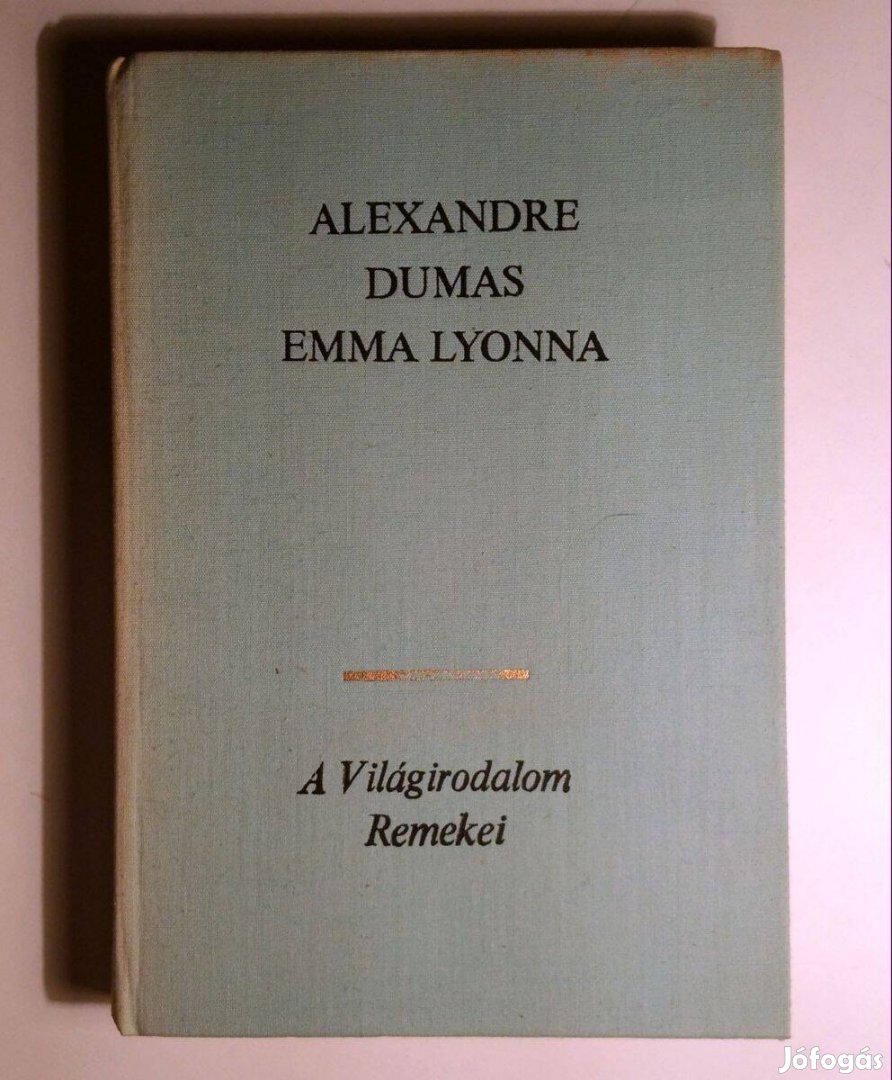 ALEXANDRE
DUMAS
EMMA LYONNA
A Világirodalom
Remekei
Jófogás